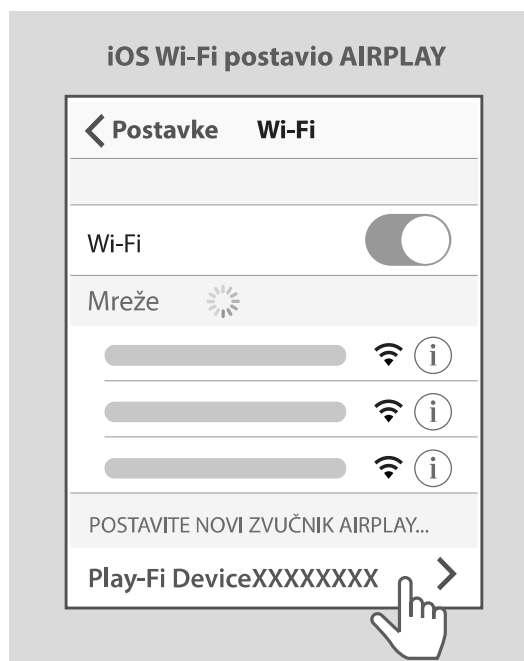 iOS Wi-Fi postavio AIRPLAY
Postavke Wi-Fi
Wi-Fi
Mreže
POSTAVITE NOVI ZVUČNIK AIRPLAY...
Play-Fi DeviceXXXXXXXX